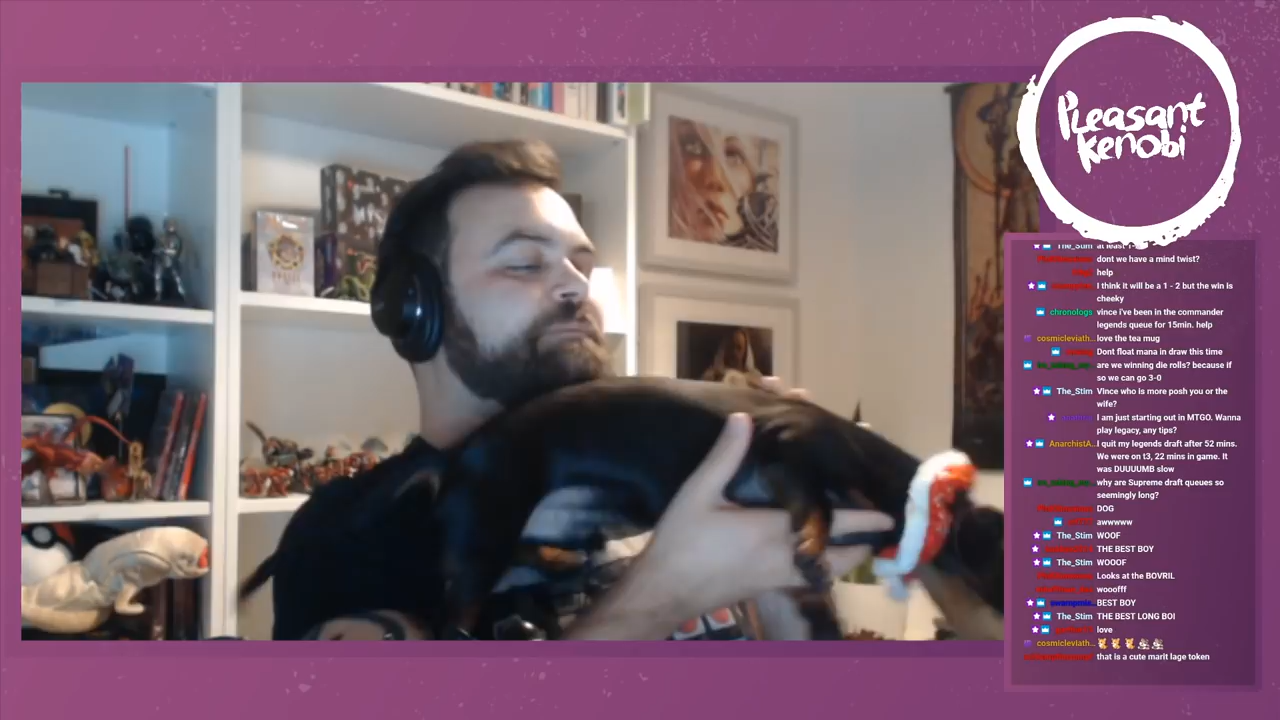 Pleasant
Kenobi
The_Stim at least
dont we have a mind twist?
help
I think it will be a 1 - 2 but the win is
cheeky
chronologs vince i've been in the commander
legends queue for 15min. help
cosmicleviath... love the tea mug
Dont float mana in draw this time
are we winning die rolls? because if
so we can go 3-0
The_Stim Vince who is more posh you or the
wife?
I am just starting out in MTGO. Wanna
play legacy, any tips?
AnarchistA... I quit my legends draft after 52 mins.
We were on t3, 22 mins in game. It
was DUUUUMB slow
why are Supreme draft queues so
seemingly long?
DOG
awwwww
The_Stim WOOF
THE BEST BOY
The_Stim WOOOF
Looks at the BOVRIL
wooofff
BEST BOY
The_Stim THE BEST LONG BOI
love
cosmicleviath...
that is a cute marit lage token